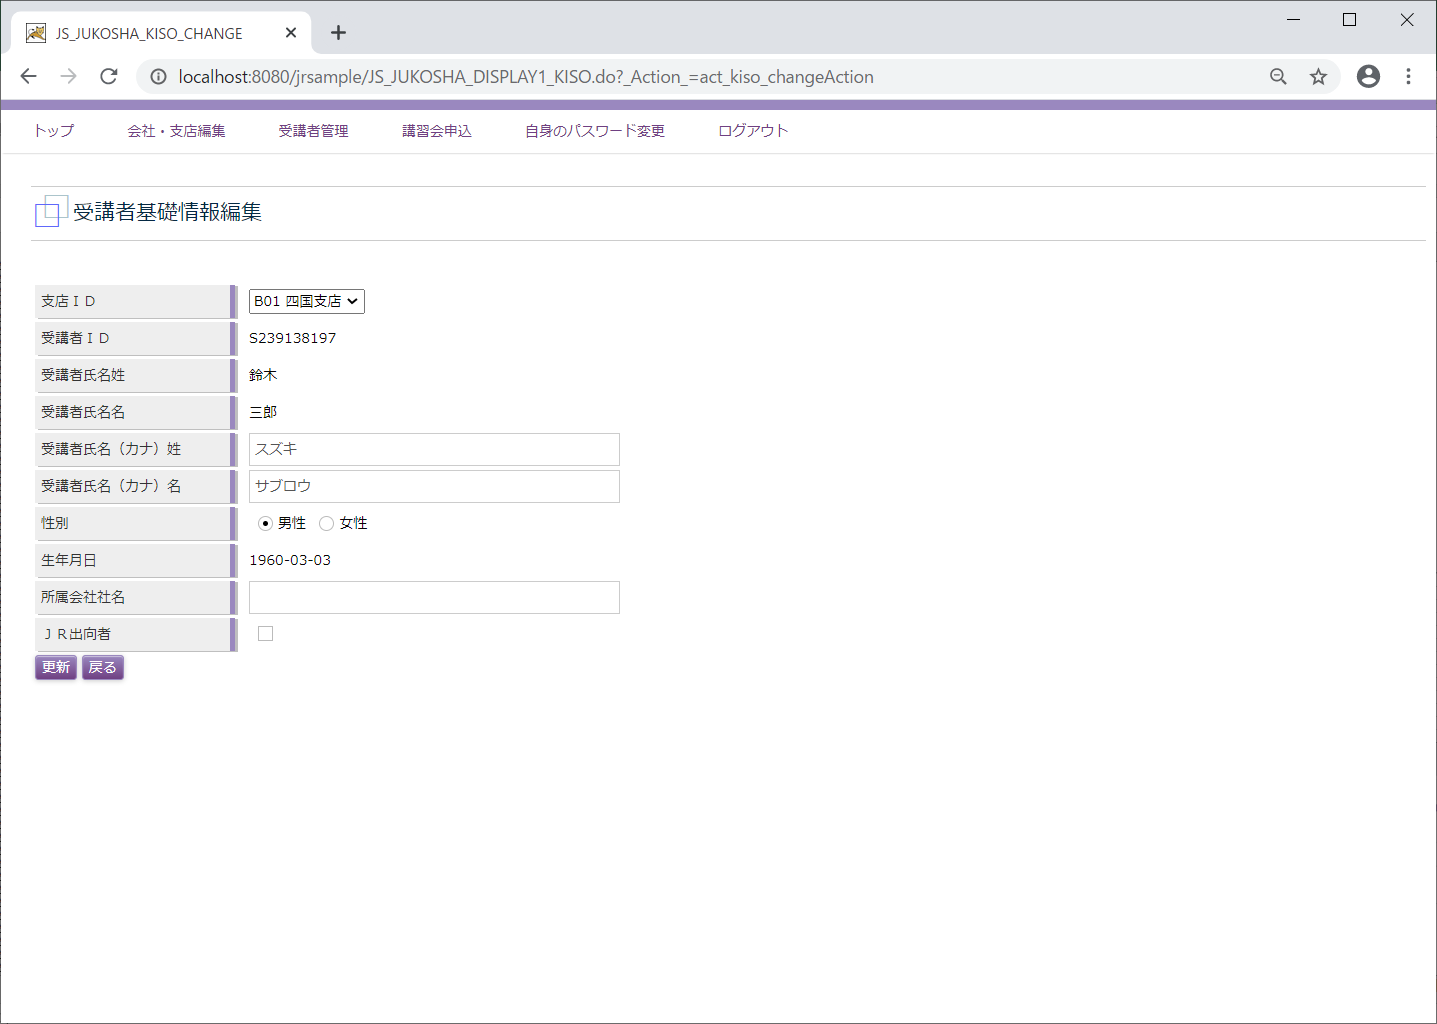 JS_JUKOSHA_KISO_CHANGE
localhost:8080/jrsample/JS_JUKOSHA_DISPLAY1_KISO.do?_Action_=act_kiso_changeAction
トップ 会社・支店編集 受講者管理 講習会申込 自身のパスワード変更 ログアウト
受講者基礎情報編集
支店ＩＤ B01 四国支店
受講者ＩＤ S239138197
受講者氏名姓 鈴木
受講者氏名名 三郎
受講者氏名（カナ）姓 スズキ
受講者氏名（カナ）名 サブロウ
性別 男性 女性
生年月日 1960-03-03
所属会社社名
ＪＲ出向者
更新 戻る